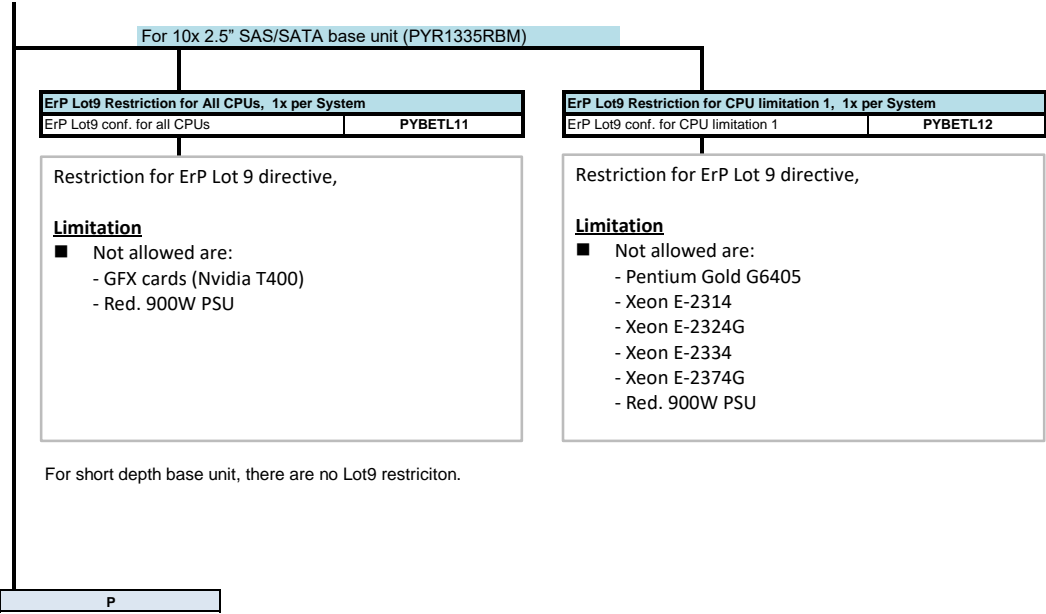 For 10x 2.5” SAS/SATA base unit (PYR1335RBM)
ErP Lot9 Restriction for All CPUs, 1x per System
ErP Lot9 conf. for all CPUs PYBETL11
Restriction for ErP Lot 9 directive,
Limitation
■ Not allowed are:
- GFX cards (Nvidia T400)
- Red. 900W PSU
ErP Lot9 Restriction for CPU limitation 1, 1x per System
ErP Lot9 conf. for CPU limitation 1 PYBETL12
Restriction for ErP Lot 9 directive,
Limitation
■ Not allowed are:
- Pentium Gold G6405
- Xeon E-2314
- Xeon E-2324G
- Xeon E-2334
- Xeon E-2374G
- Red. 900W PSU
For short depth base unit, there are no Lot9 restriciton.
P